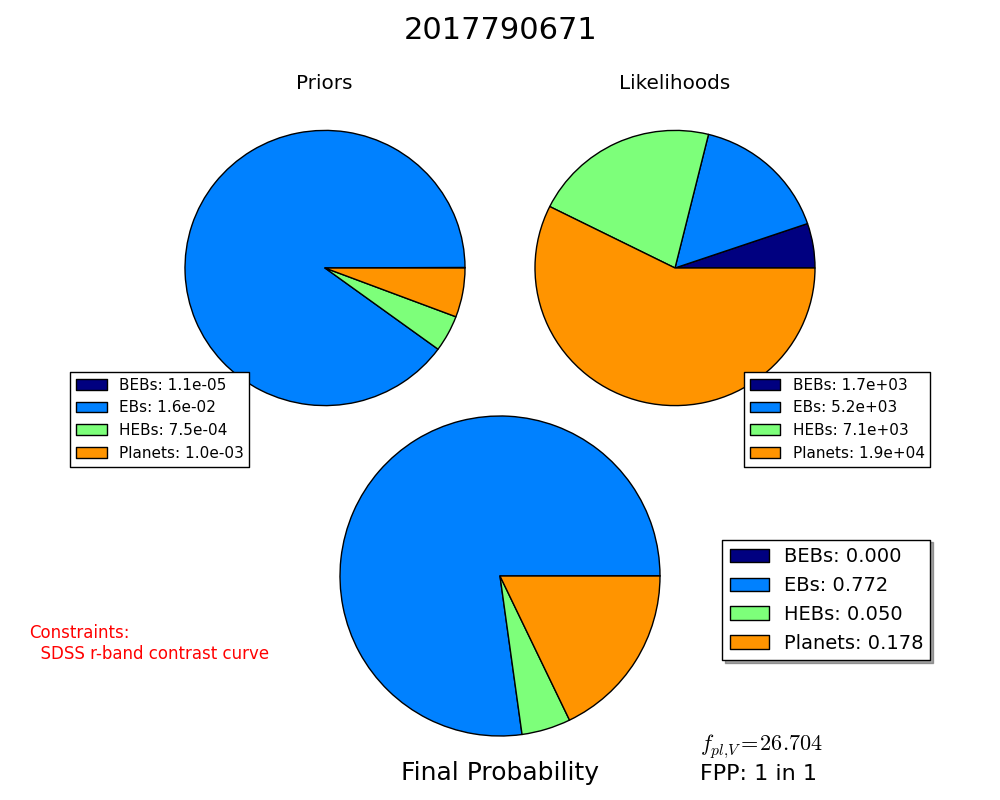 2017790671
Priors
Likelihoods
BEBs: 1.1e-05
EBs: 1.6e-02
HEBs: 7.5e-04
Planets: 1.0e-03
BEBs: 1.7e+03
EBs: 5.2e+03
HEBs: 7.1e+03
Planets: 1.9e+04
BEBs: 0.000
EBs: 0.772
HEBs: 0.050
Planets: 0.178
Constraints:
SDSS r-band contrast curve
f_{pl,V} = 26.704
Final Probability
FPP: 1 in 1